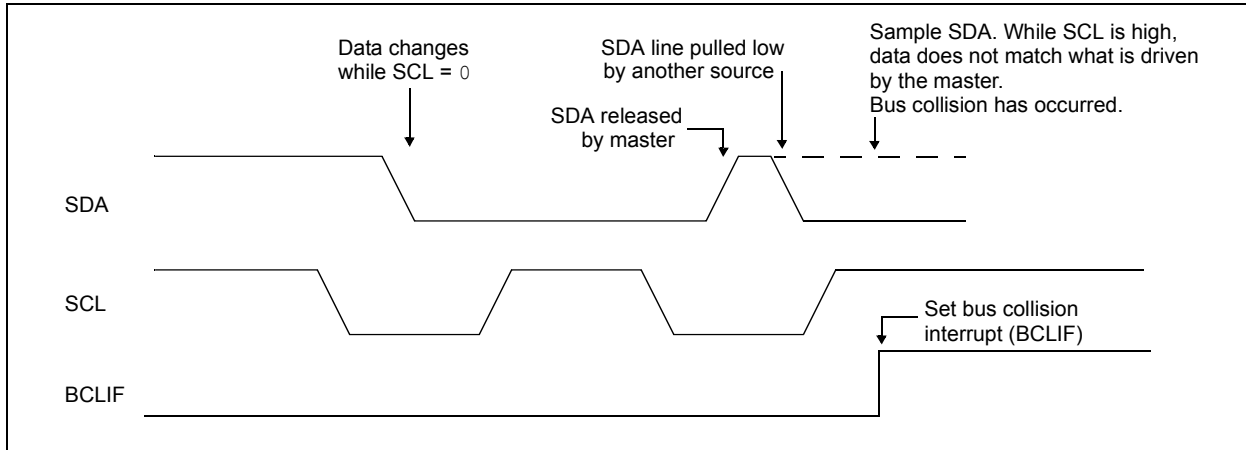 Data changes
while SCL = 0
SDA line pulled low
by another source
Sample SDA. While SCL is high,
data does not match what is driven
by the master.
Bus collision has occurred.
SDA released
by master
SDA
SCL
Set bus collision
interrupt (BCLIF)
BCLIF